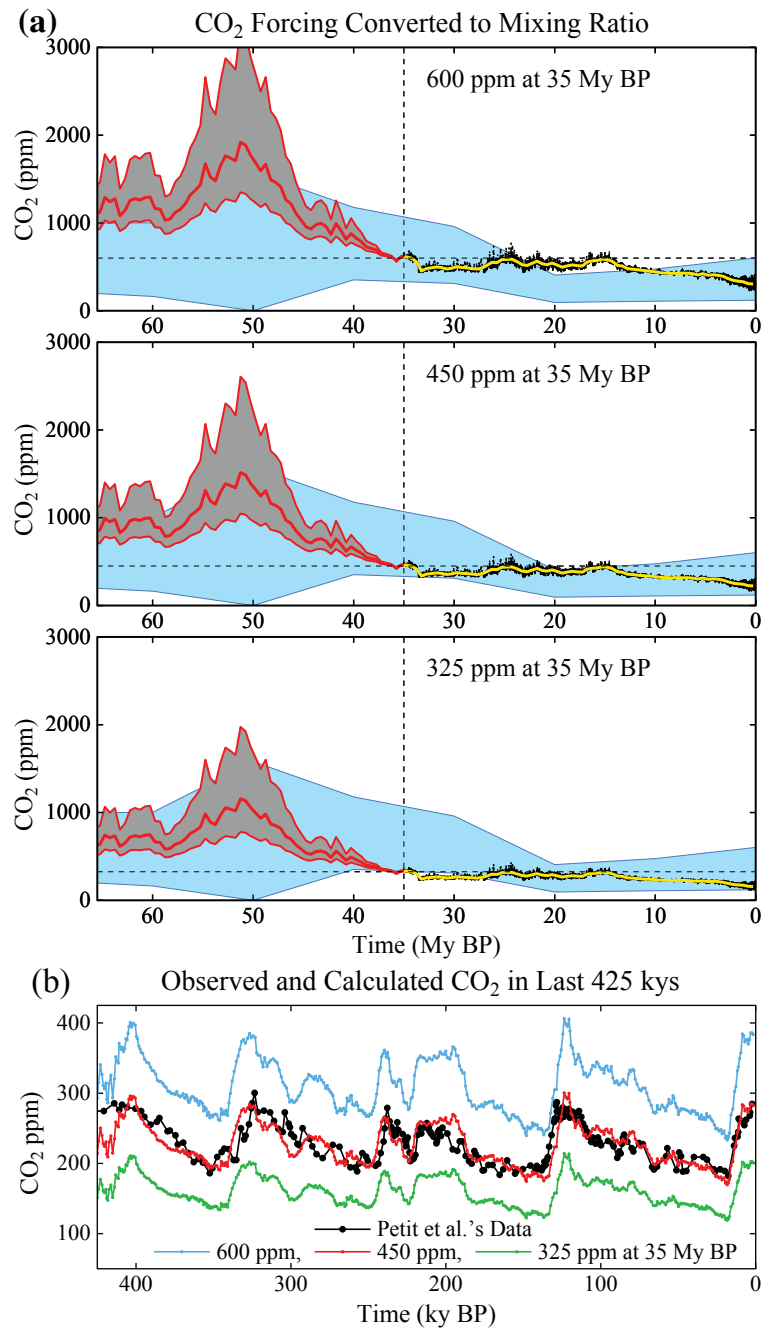 (a) CO₂ Forcing Converted to Mixing Ratio
3000
2000
1000
0
CO₂ (ppm)
600 ppm at 35 My BP
60 50 40 30 20 10 0
3000
2000
1000
0
CO₂ (ppm)
450 ppm at 35 My BP
60 50 40 30 20 10 0
3000
2000
1000
0
CO₂ (ppm)
325 ppm at 35 My BP
60 50 40 30 20 10 0
Time (My BP)
(b) Observed and Calculated CO₂ in Last 425 kys
400
300
200
100
CO₂ ppm
Petit et al.'s Data
600 ppm, 450 ppm, 325 ppm at 35 My BP
400 300 200 100 0
Time (ky BP)